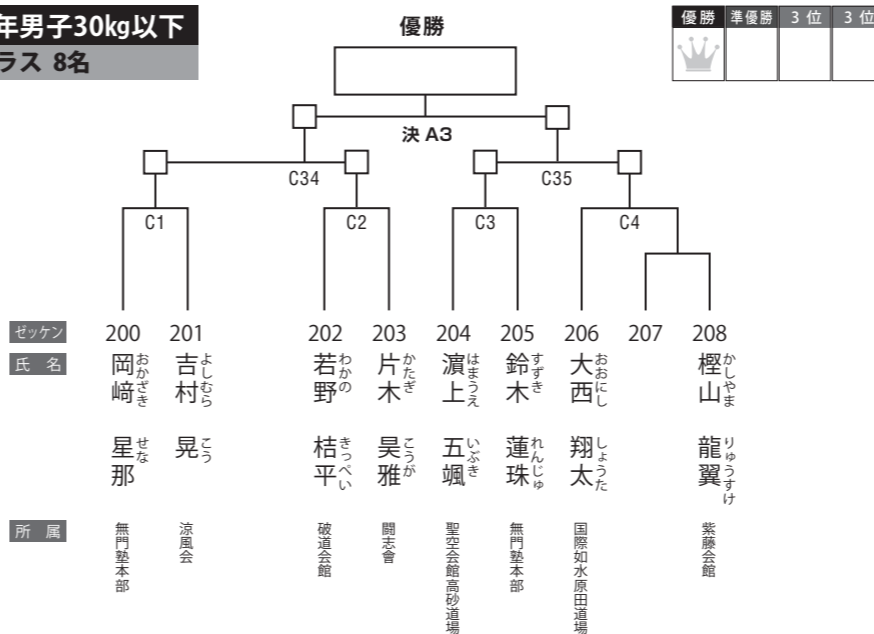 年男子30kg以下
ラス 8名
優勝
優勝 準優勝 3位 3位
決 A3
C34 C35
C1 C2 C3 C4
ゼッケン 200 201 202 203 204 205 206 207 208
氏名
岡﨑 星那 おかざき せな
吉村 晃 よしむら こう
若野 桔平 わかの きっぺい
片木 昊雅 かたぎ こうが
濵上 五颯 はまうえ いぶき
鈴木 蓮珠 すずき れんじゅ
大西 翔太 おおにし しょうた
樫山 龍翼 かしやま りゅうすけ
所属
無門塾本部
涼風会
破道会館
闘志會
聖空会館高砂道場
無門塾本部
国際如水原田道場
紫藤会館